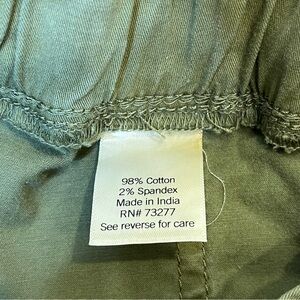 98% Cotton
2% Spandex
Made in India
RN# 73277
See reverse for care